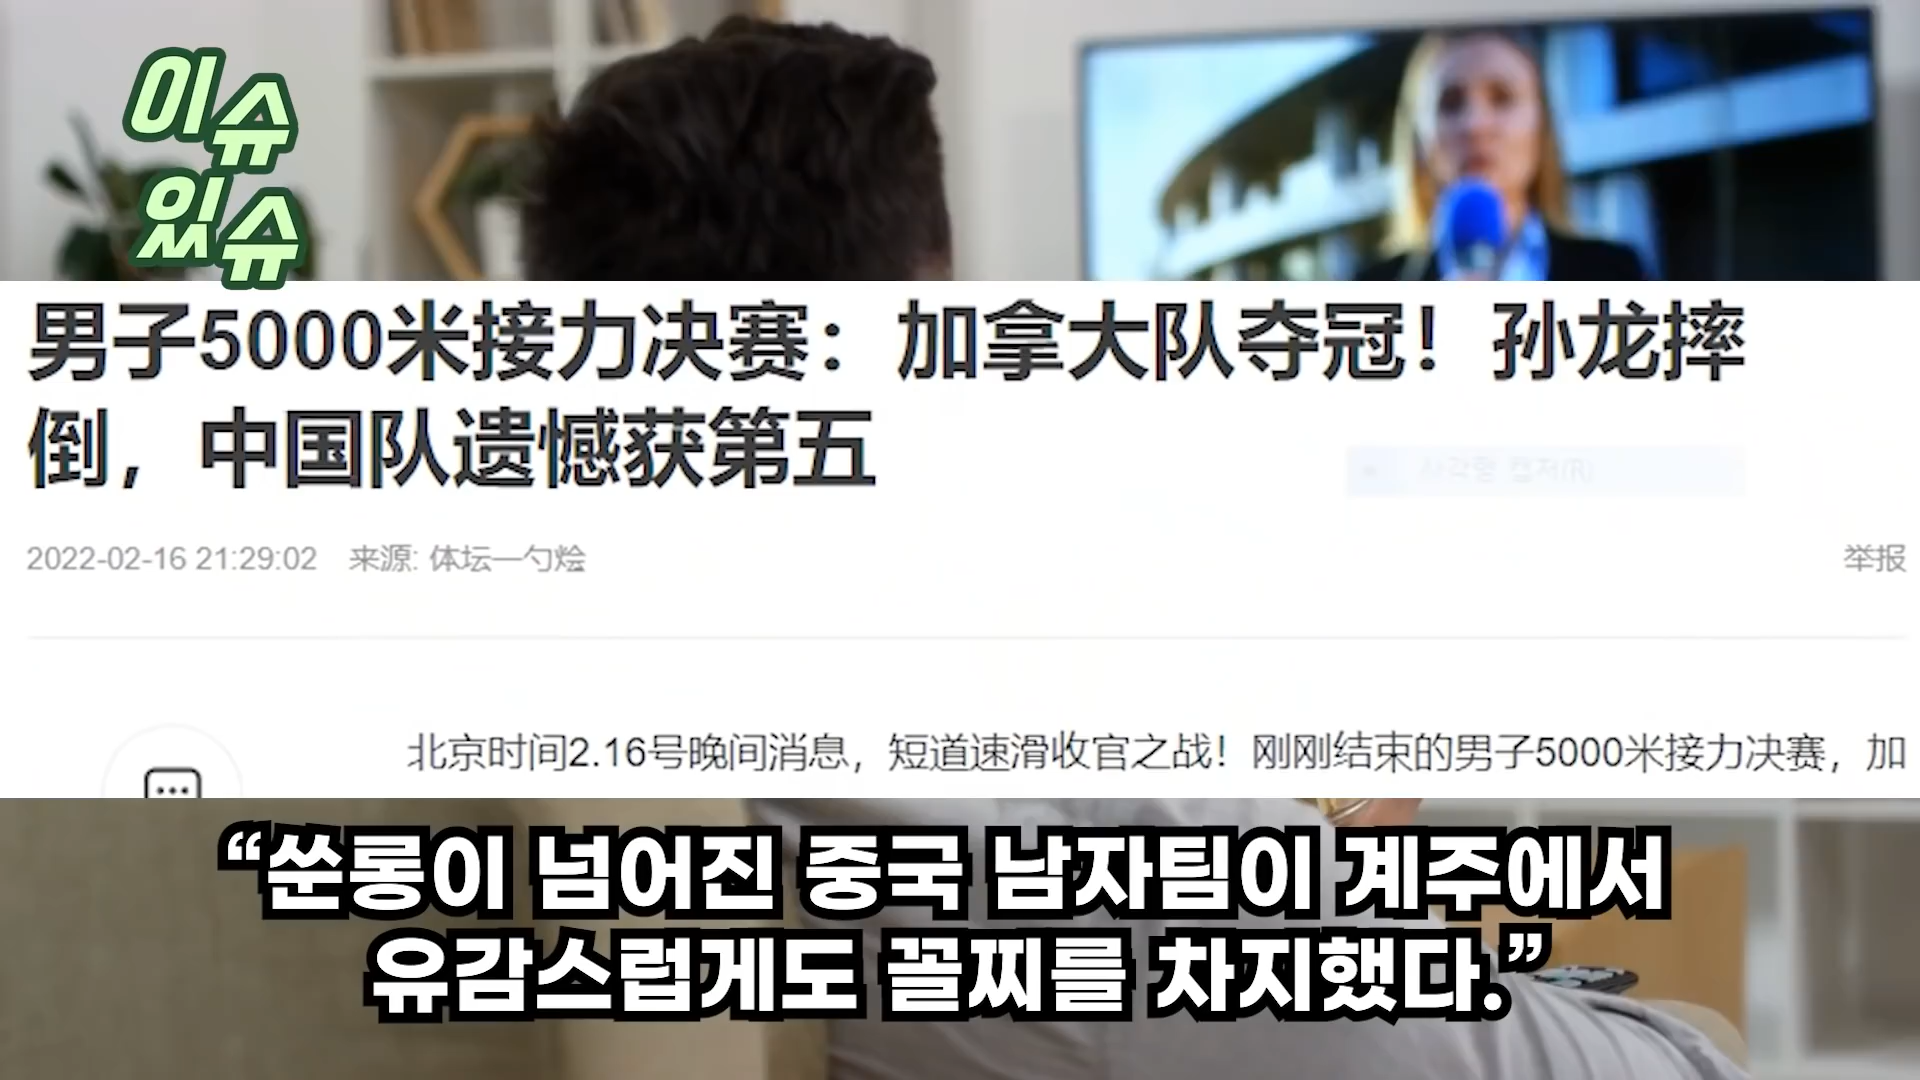 이슈
있슈
男子5000米接力决赛：加拿大队夺冠！孙龙摔
倒，中国队遗憾获第五
사각형 캡처(R)
2022-02-16 21:29:02 来源: 体坛一勺烩
举报
北京时间2.16号晚间消息，短道速滑收官之战！刚刚结束的男子5000米接力决赛，加
“쑨롱이 넘어진 중국 남자팀이 계주에서
유감스럽게도 꼴찌를 차지했다.”